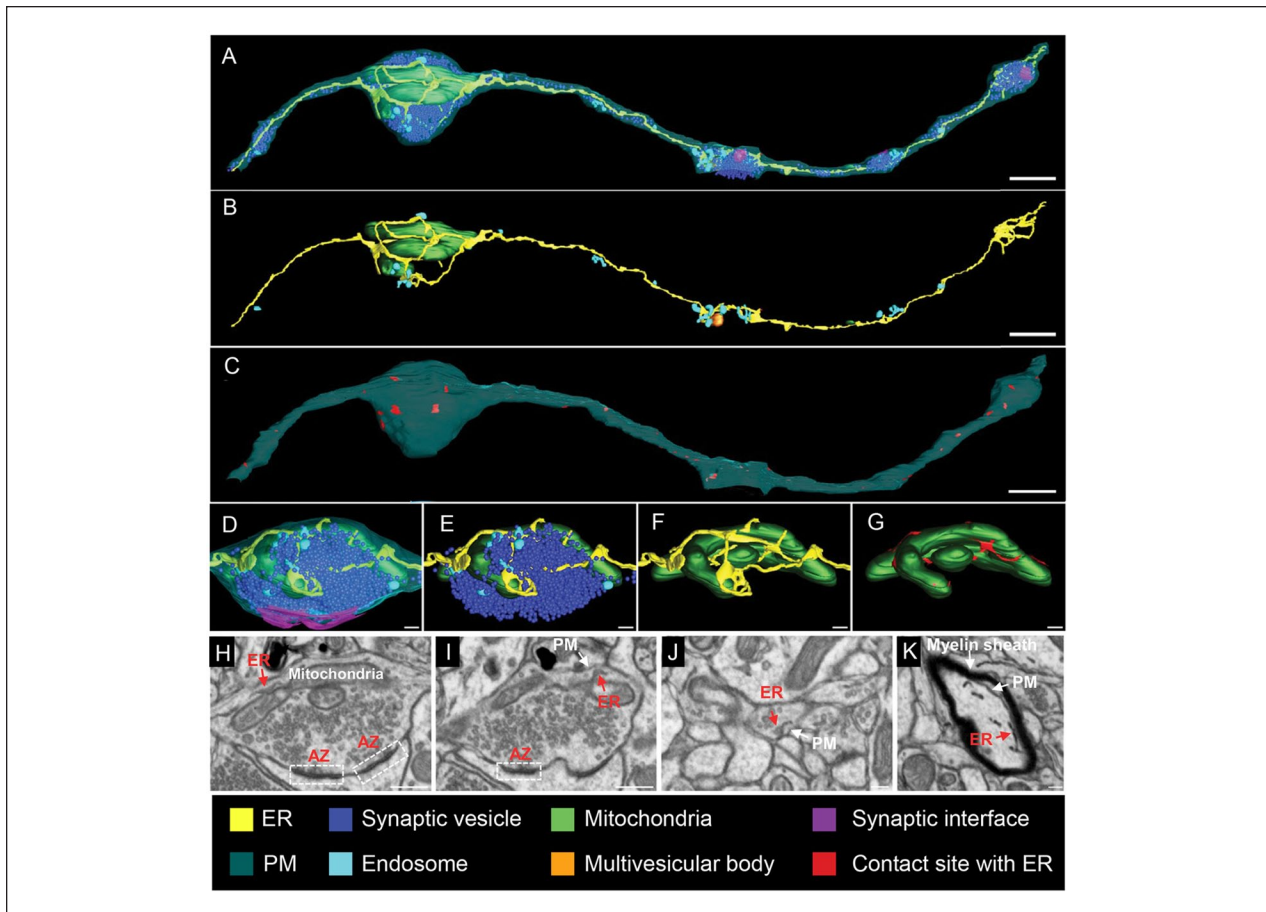 A
B
C
D
E
F
G
H
ER
Mitochondria
AZ
AZ
I
PM
ER
AZ
J
ER
PM
K
Myelin sheath
PM
ER
ER
Synaptic vesicle
Mitochondria
Synaptic interface
PM
Endosome
Multivesicular body
Contact site with ER